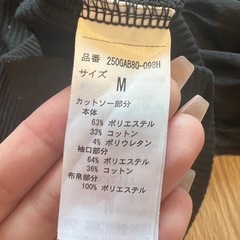 品番 250GAB80-098H
サイズ
M
カットソー部分
本体
63% ポリエステル
33% コットン
4% ポリウレタン
袖口部分
64% ポリエステル
36% コットン
布帛部分
100% ポリエステル